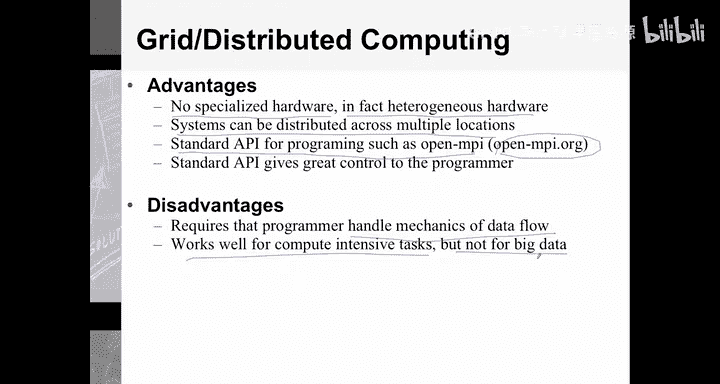 bilibili
Grid/Distributed Computing
• Advantages
– No specialized hardware, in fact heterogeneous hardware
– Systems can be distributed across multiple locations
– Standard API for programing such as open-mpi (open-mpi.org)
– Standard API gives great control to the programmer
• Disadvantages
– Requires that programmer handle mechanics of data flow
– Works well for compute intensive tasks, but not for big data